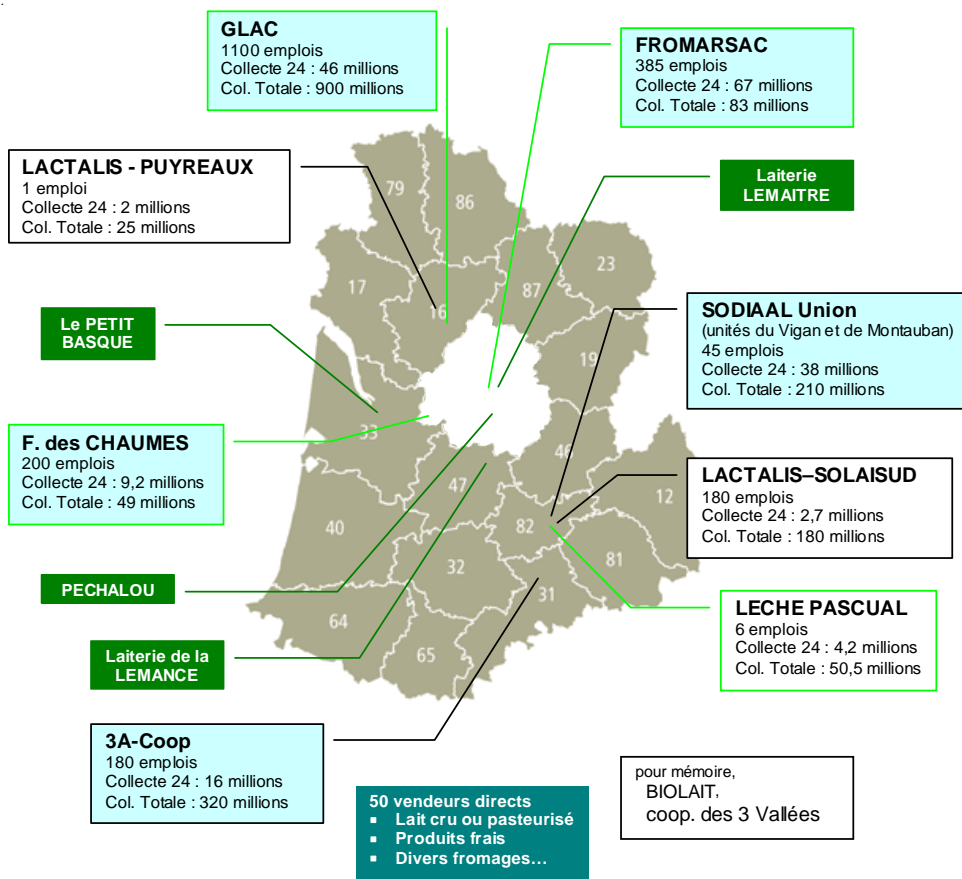 GLAC
1100 emplois
Collecte 24 : 46 millions
Col. Totale : 900 millions
FROMARSAC
385 emplois
Collecte 24 : 67 millions
Col. Totale : 83 millions
LACTALIS - PUYREAUX
1 emploi
Collecte 24 : 2 millions
Col. Totale : 25 millions
Laiterie
LEMAITRE
79
86
23
17
16
87
Le PETIT
BASQUE
SODIAAL Union
(unités du Vigan et de Montauban)
45 emplois
Collecte 24 : 38 millions
Col. Totale : 210 millions
19
33
F. des CHAUMES
200 emplois
Collecte 24 : 9,2 millions
Col. Totale : 49 millions
46
47
12
LACTALIS–SOLAISUD
180 emplois
Collecte 24 : 2,7 millions
Col. Totale : 180 millions
40
82
32
81
31
PECHALOU
64
65
LECHE PASCUAL
6 emplois
Collecte 24 : 4,2 millions
Col. Totale : 50,5 millions
Laiterie de la
LEMANCE
3A-Coop
180 emplois
Collecte 24 : 16 millions
Col. Totale : 320 millions
50 vendeurs directs
▪ Lait cru ou pasteurisé
▪ Produits frais
▪ Divers fromages…
pour mémoire,
BIOLAIT,
coop. des 3 Vallées